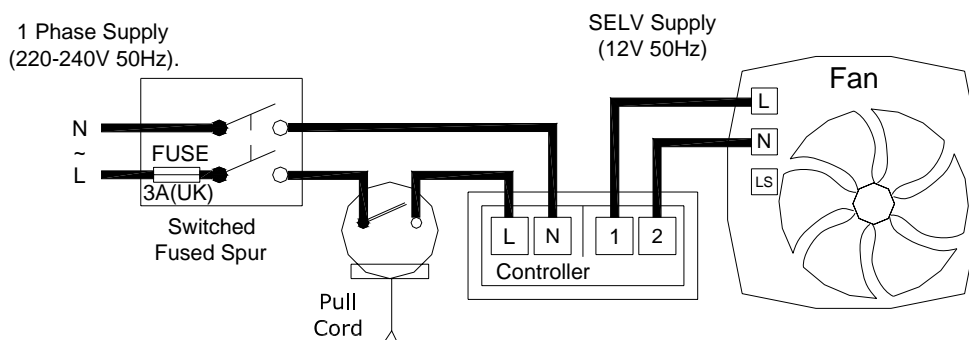 1 Phase Supply
(220-240V 50Hz).
SELV Supply
(12V 50Hz)
Fan
N
~
L
FUSE
3A(UK)
Switched
Fused Spur
Pull
Cord
L
N
1
2
Controller
L
N
LS